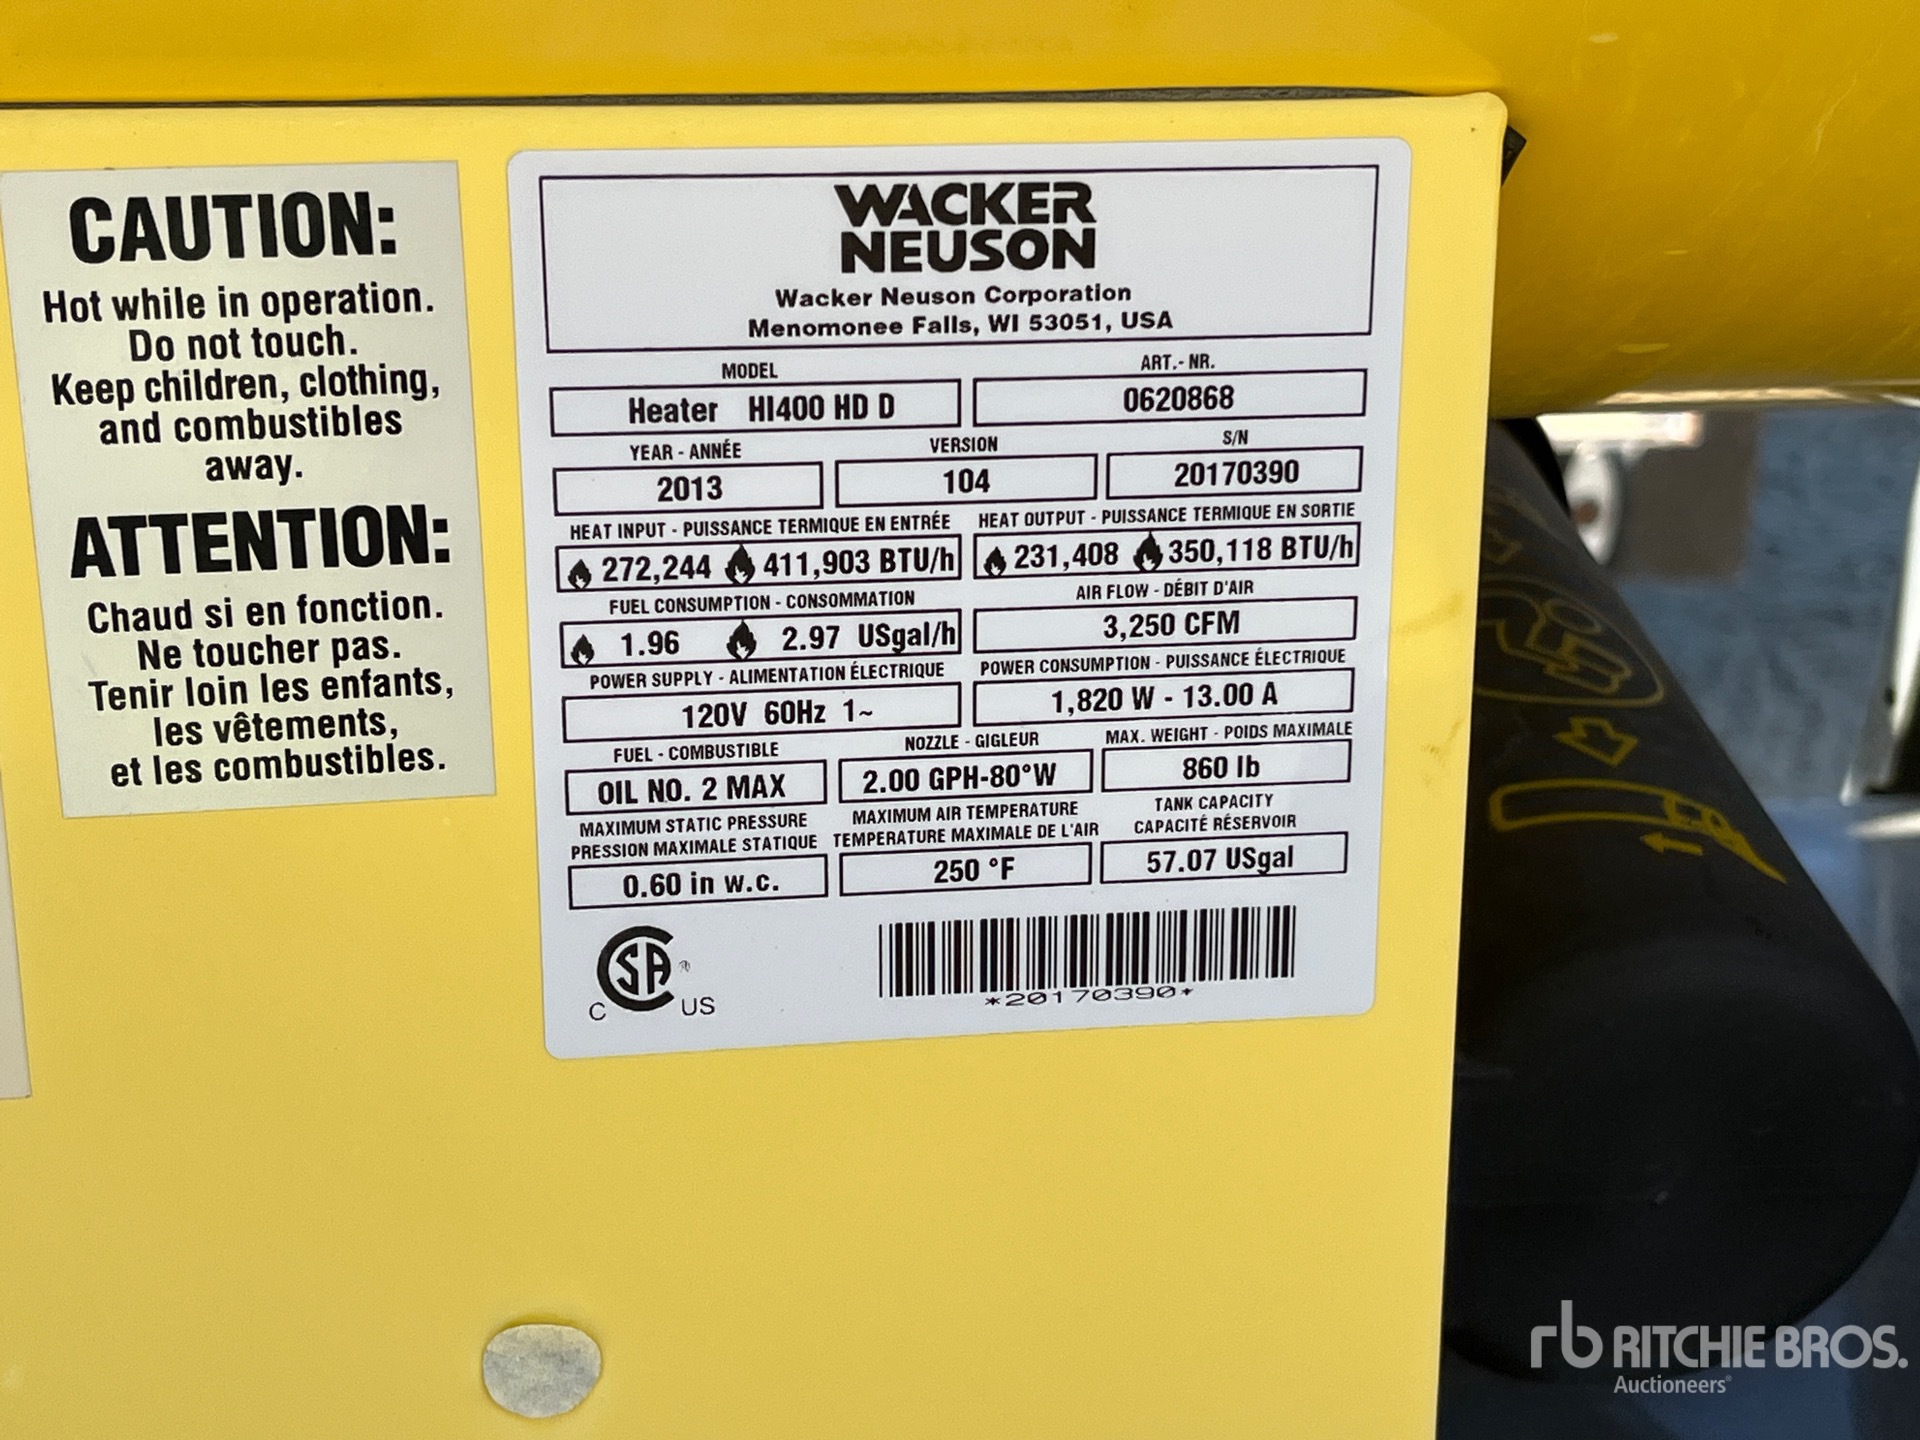 CAUTION:
Hot while in operation.
Do not touch.
Keep children, clothing,
and combustibles
away.
ATTENTION:
Chaud si en fonction.
Ne toucher pas.
Tenir loin les enfants,
les vêtements,
et les combustibles.
WACKER
NEUSON
Wacker Neuson Corporation
Menomonee Falls, WI 53051, USA
MODEL ART.- NR.
Heater HI400 HD D 0620868
YEAR - ANNÉE VERSION S/N
2013 104 20170390
HEAT INPUT - PUISSANCE TERMIQUE EN ENTRÉE HEAT OUTPUT - PUISSANCE TERMIQUE EN SORTIE
272,244 411,903 BTU/h 231,408 350,118 BTU/h
FUEL CONSUMPTION - CONSOMMATION AIR FLOW - DÉBIT D'AIR
1.96 2.97 USgal/h 3,250 CFM
POWER SUPPLY - ALIMENTATION ÉLECTRIQUE POWER CONSUMPTION - PUISSANCE ÉLECTRIQUE
120V 60Hz 1~ 1,820 W - 13.00 A
FUEL - COMBUSTIBLE NOZZLE - GIGLEUR MAX. WEIGHT - POIDS MAXIMALE
OIL NO. 2 MAX 2.00 GPH-80°W 860 lb
MAXIMUM STATIC PRESSURE MAXIMUM AIR TEMPERATURE TANK CAPACITY
PRESSION MAXIMALE STATIQUE TEMPERATURE MAXIMALE DE L'AIR CAPACITÉ RÉSERVOIR
0.60 in w.c. 250 °F 57.07 USgal
CSA®
C US
*20170390*
rb RITCHIE BROS.
Auctioneers®